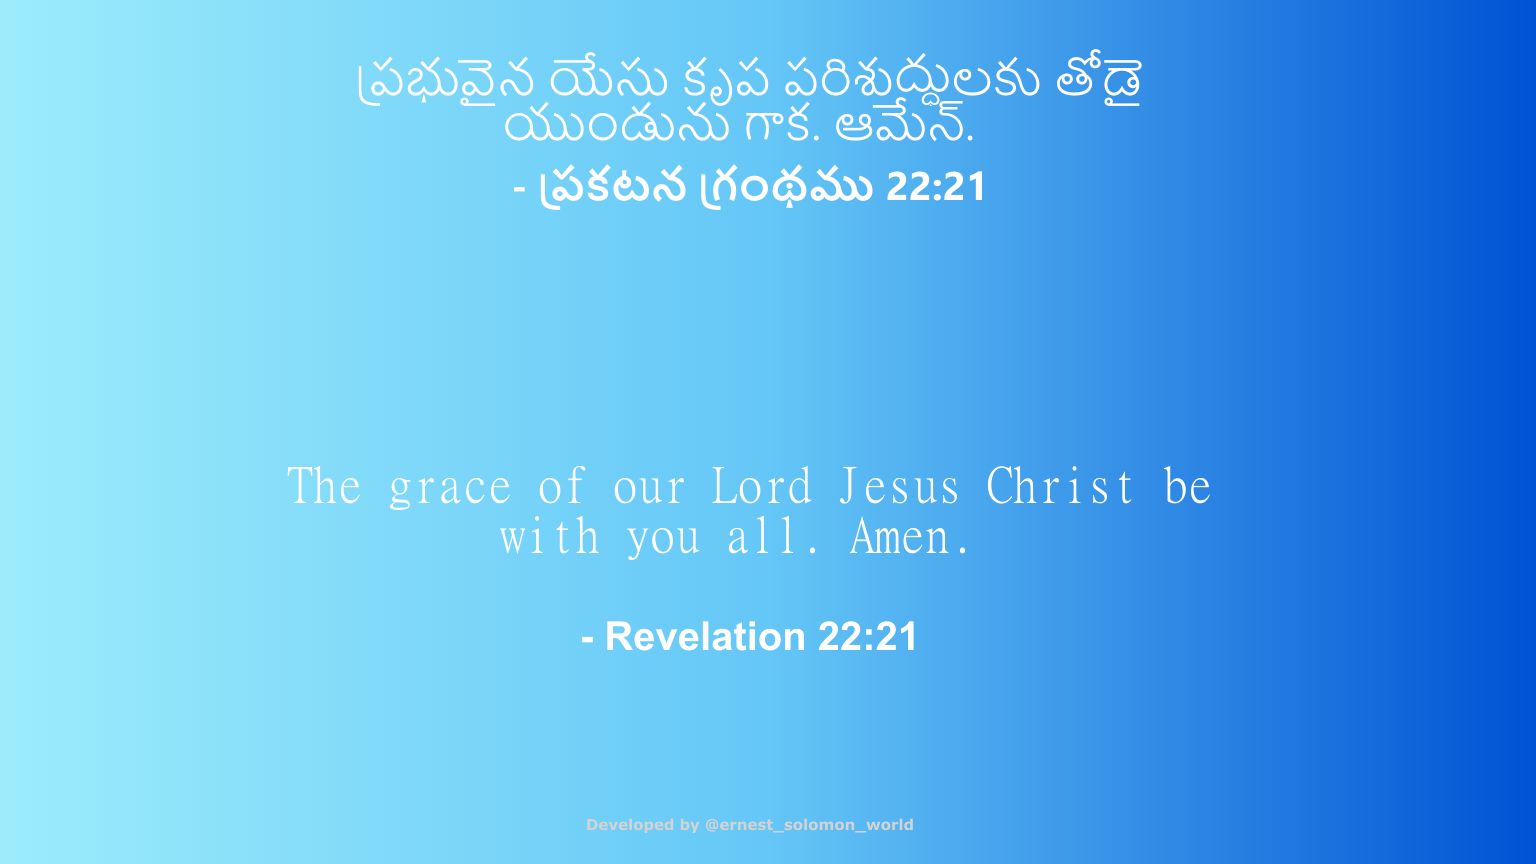 ప్రభువైన యేసు కృప పరిశుద్ధులకు తోడై
యుండును గాక. ఆమేన్.
- ప్రకటన గ్రంథము 22:21
The grace of our Lord Jesus Christ be
with you all. Amen.
- Revelation 22:21
Developed by @ernest_solomon_world